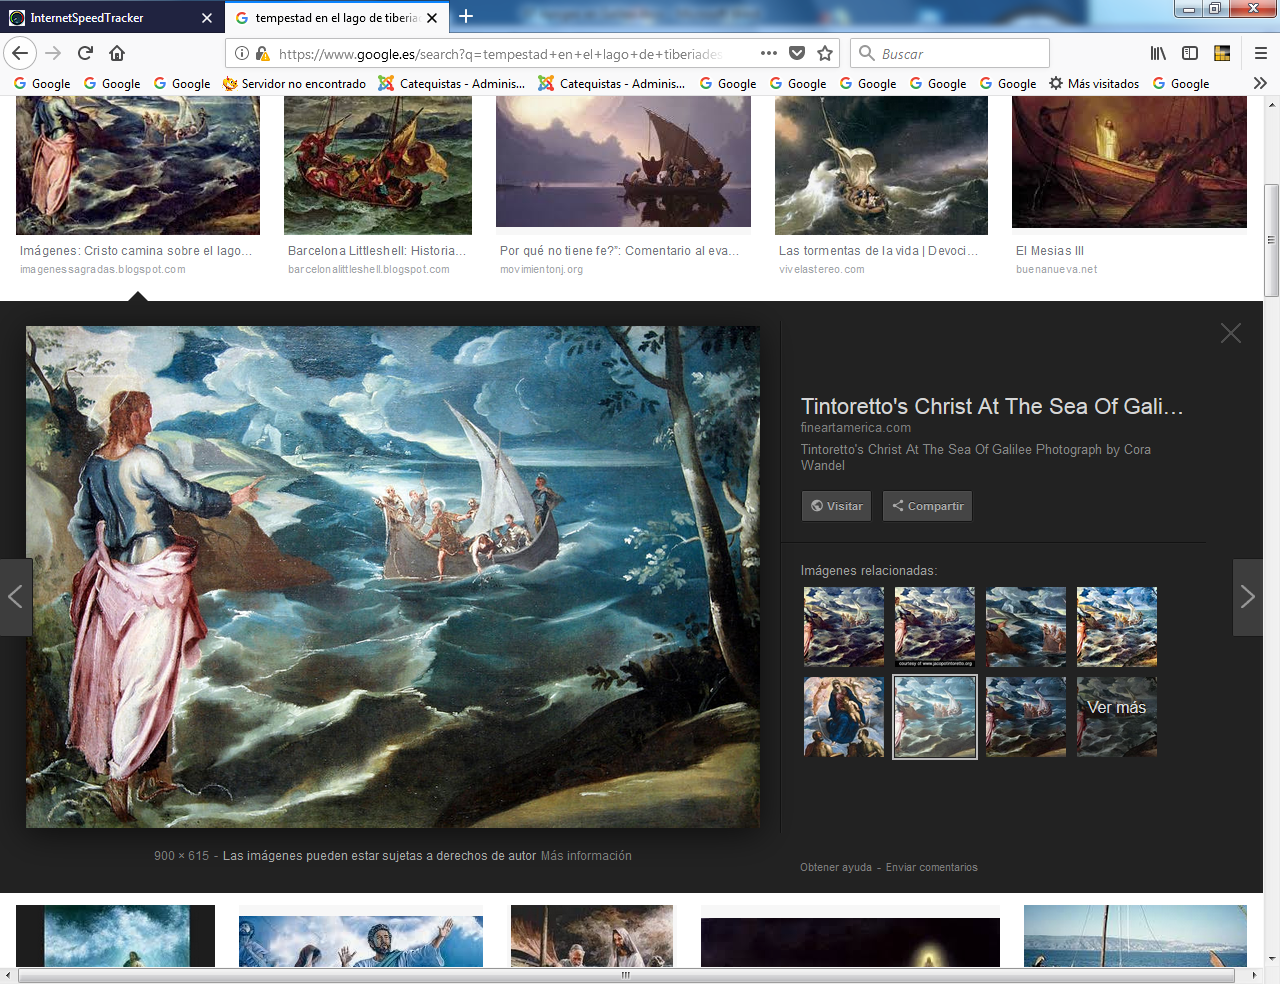 InternetSpeedTracker
tempestad en el lago de tiberia
https://www.google.es/search?q=tempestad+en+el+lago+de+tiberiades
Buscar
Google
Google
Google
Servidor no encontrado
Catequistas - Adminis...
Catequistas - Adminis...
Google
Google
Google
Google
Google
Más visitados
Google
Imágenes: Cristo camina sobre el lago...
imagenessagradas.blogspot.com
Barcelona Littleshell: Historia...
barcelonalittleshell.blogspot.com
Por qué no tiene fe?": Comentario al eva...
movimientonj.org
Las tormentas de la vida | Devoci...
vivelastereo.com
El Mesias III
buenanueva.net
Tintoretto's Christ At The Sea Of Gali...
fineartamerica.com
Tintoretto's Christ At The Sea Of Galilee Photograph by Cora
Wandel
Visitar
Compartir
Imágenes relacionadas:
courtesy of www.jacopotintoretto.org
Ver más
900 × 615 - Las imágenes pueden estar sujetas a derechos de autor Más información
Obtener ayuda - Enviar comentarios